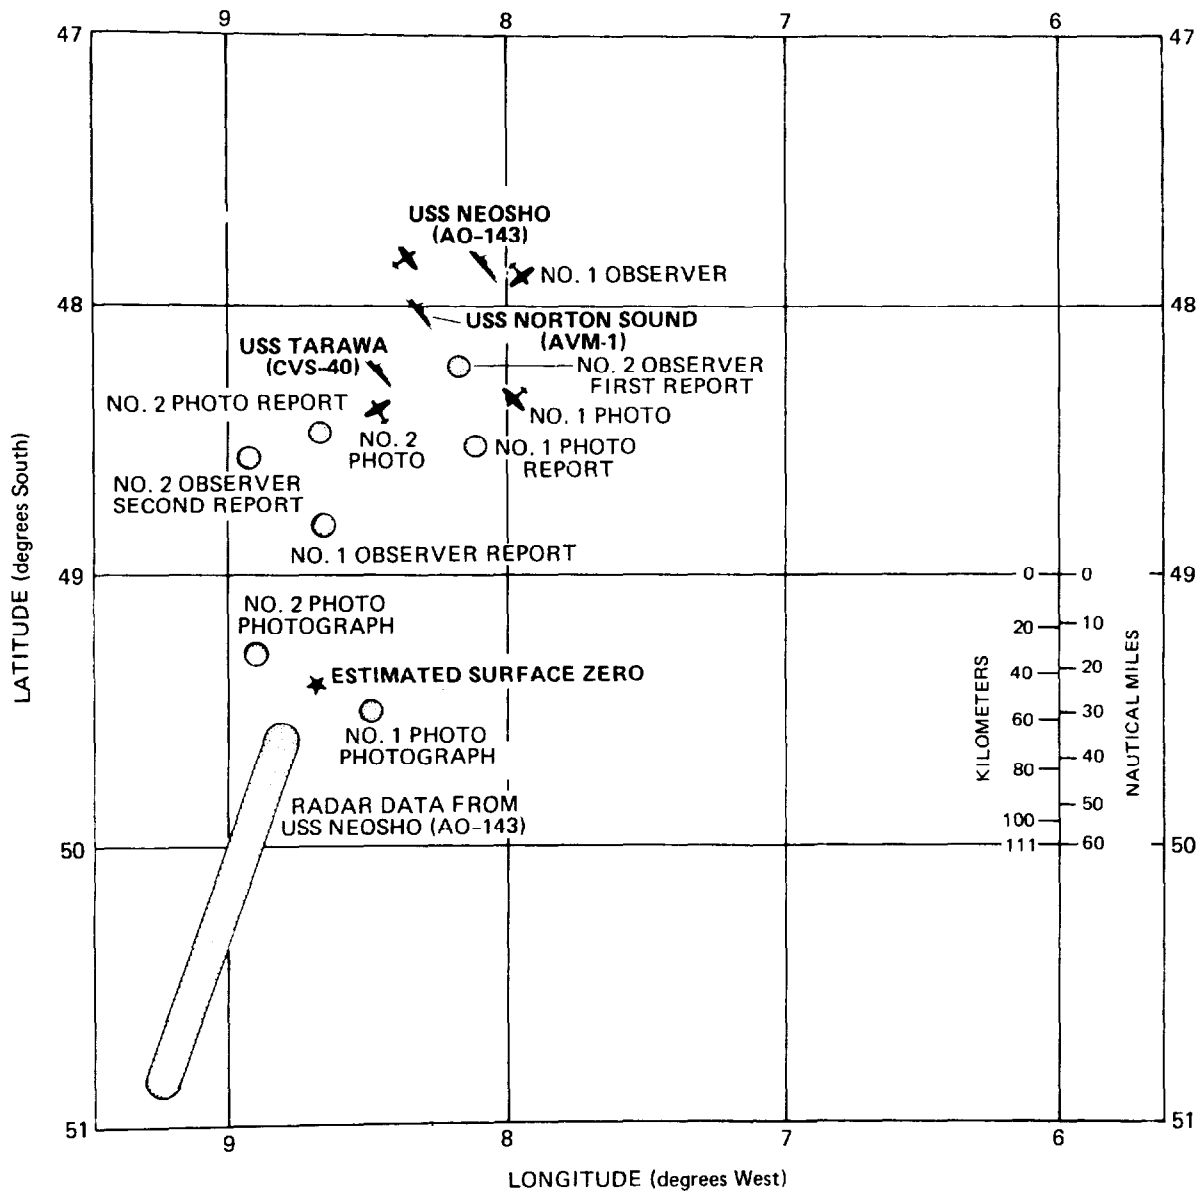 9 8 7 6
47 47
USS NEOSHO
(AO-143)
NO. 1 OBSERVER
48 48
USS NORTON SOUND
(AVM-1)
USS TARAWA
(CVS-40)
NO. 2 OBSERVER
FIRST REPORT
NO. 2 PHOTO REPORT
NO. 1 PHOTO
NO. 2
PHOTO
NO. 1 PHOTO
REPORT
NO. 2 OBSERVER
SECOND REPORT
NO. 1 OBSERVER REPORT
49 49
0 0
NO. 2 PHOTO
PHOTOGRAPH
20 10
40 20
60 30
80 40
100 50
111 60
KILOMETERS
NAUTICAL MILES
ESTIMATED SURFACE ZERO
NO. 1 PHOTO
PHOTOGRAPH
RADAR DATA FROM
USS NEOSHO (AO-143)
50 50
51 51
9 8 7 6
LATITUDE (degrees South)
LONGITUDE (degrees West)